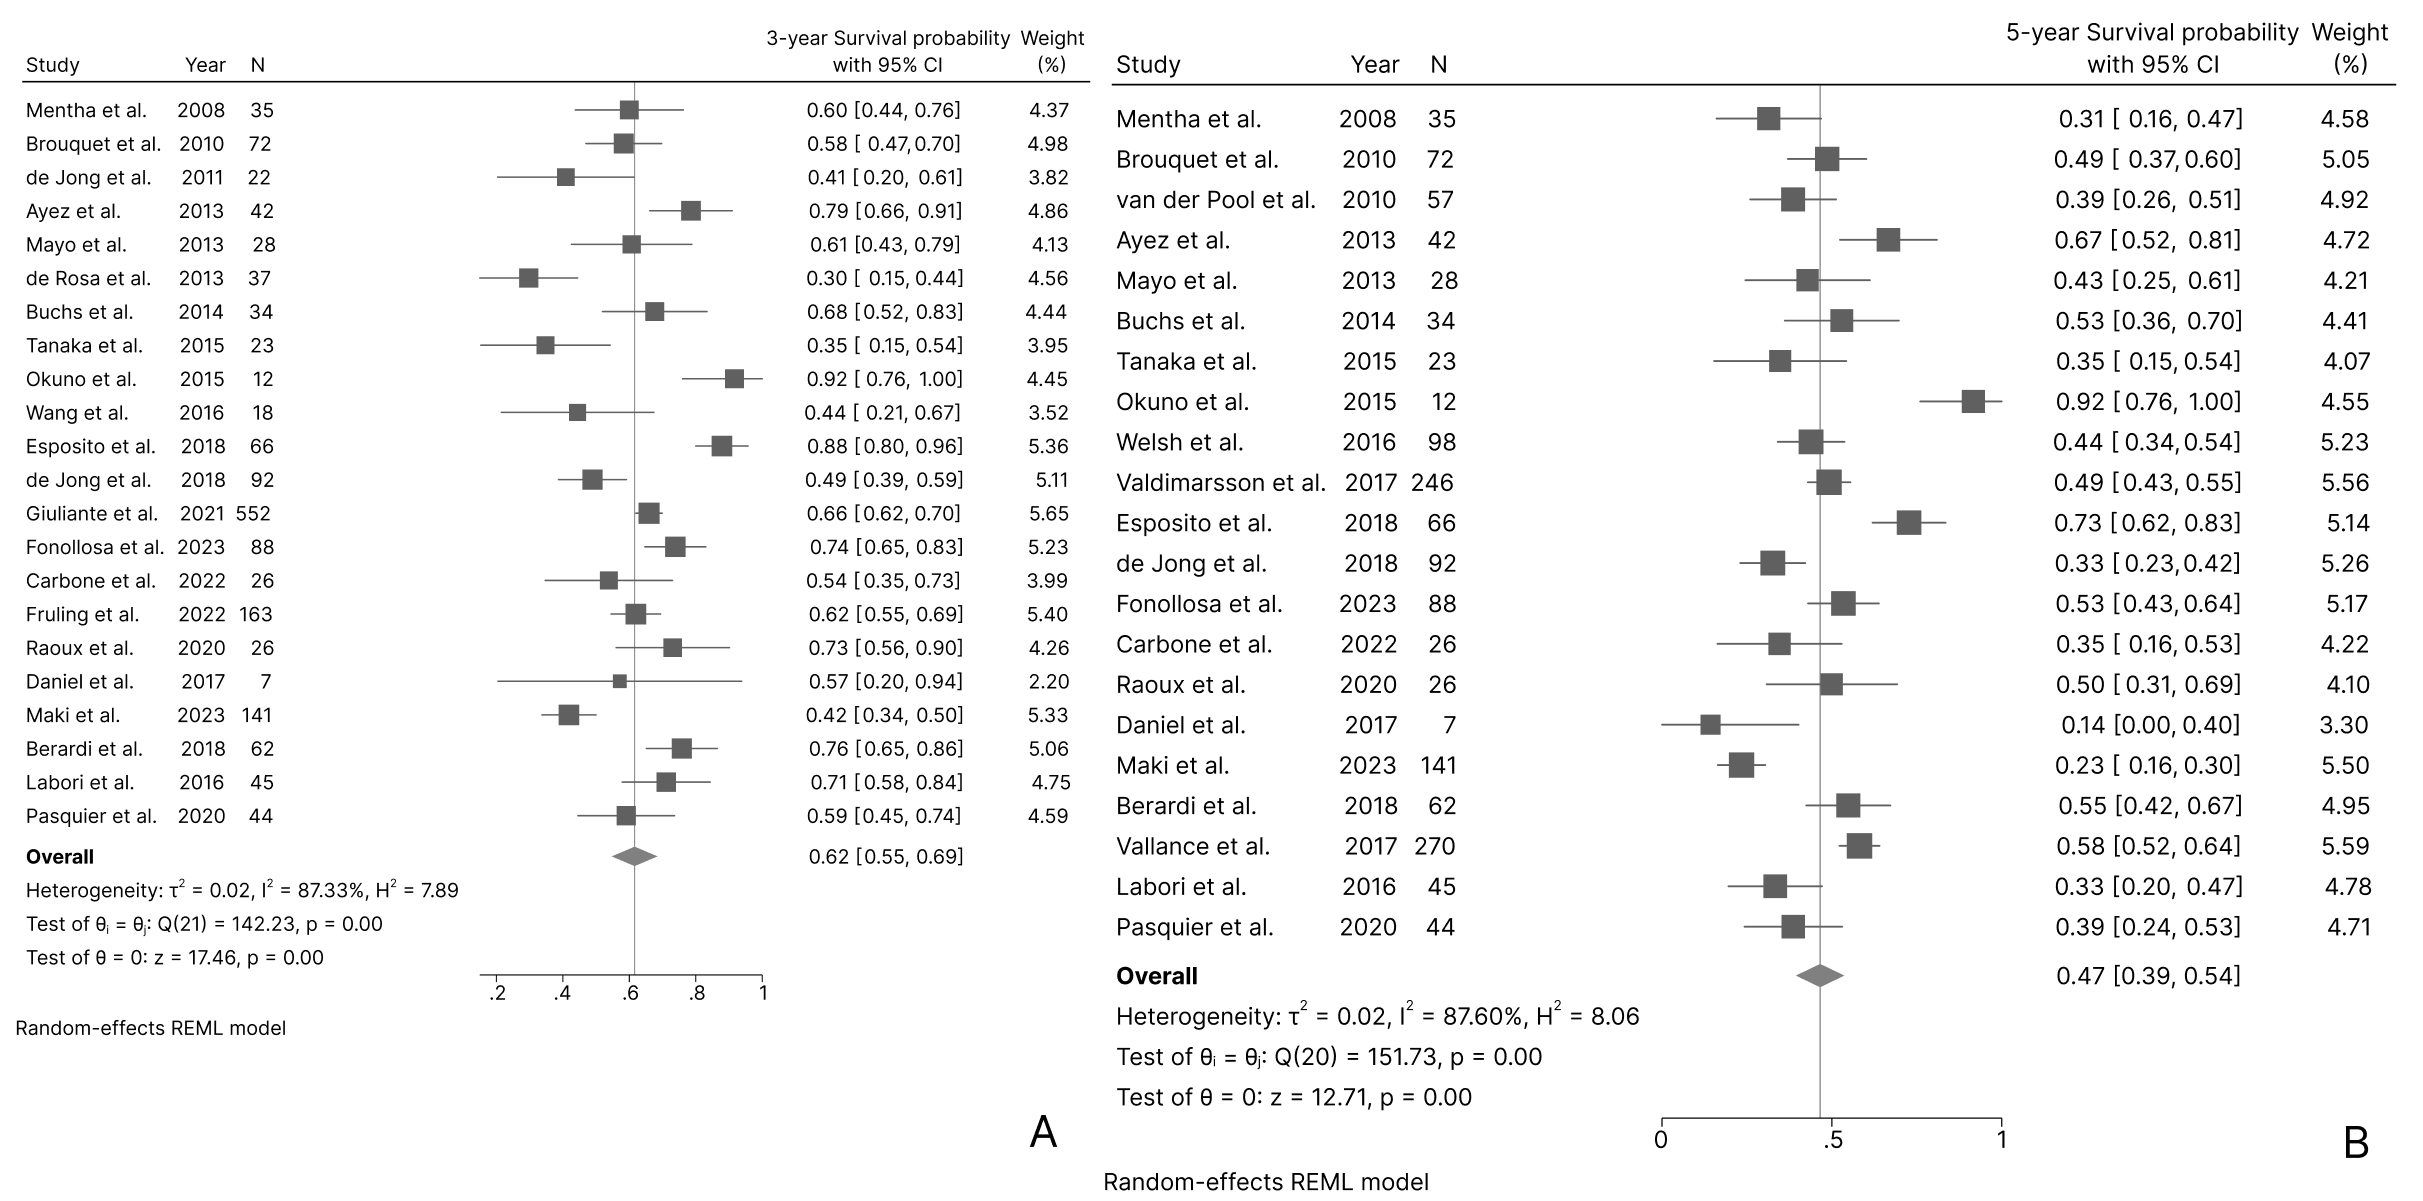 3-year Survival probability Weight
Study Year N with 95% CI (%)
Mentha et al. 2008 35 0.60 [0.44, 0.76] 4.37
Brouquet et al. 2010 72 0.58 [ 0.47, 0.70] 4.98
de Jong et al. 2011 22 0.41 [0.20, 0.61] 3.82
Ayez et al. 2013 42 0.79 [0.66, 0.91] 4.86
Mayo et al. 2013 28 0.61 [0.43, 0.79] 4.13
de Rosa et al. 2013 37 0.30 [ 0.15, 0.44] 4.56
Buchs et al. 2014 34 0.68 [0.52, 0.83] 4.44
Tanaka et al. 2015 23 0.35 [ 0.15, 0.54] 3.95
Okuno et al. 2015 12 0.92 [ 0.76, 1.00] 4.45
Wang et al. 2016 18 0.44 [ 0.21, 0.67] 3.52
Esposito et al. 2018 66 0.88 [0.80, 0.96] 5.36
de Jong et al. 2018 92 0.49 [0.39, 0.59] 5.11
Giuliante et al. 2021 552 0.66 [0.62, 0.70] 5.65
Fonollosa et al. 2023 88 0.74 [0.65, 0.83] 5.23
Carbone et al. 2022 26 0.54 [0.35, 0.73] 3.99
Fruling et al. 2022 163 0.62 [0.55, 0.69] 5.40
Raoux et al. 2020 26 0.73 [0.56, 0.90] 4.26
Daniel et al. 2017 7 0.57 [0.20, 0.94] 2.20
Maki et al. 2023 141 0.42 [0.34, 0.50] 5.33
Berardi et al. 2018 62 0.76 [0.65, 0.86] 5.06
Labori et al. 2016 45 0.71 [0.58, 0.84] 4.75
Pasquier et al. 2020 44 0.59 [0.45, 0.74] 4.59
Overall 0.62 [0.55, 0.69]
Heterogeneity: τ² = 0.02, I² = 87.33%, H² = 7.89
Test of θᵢ = θⱼ: Q(21) = 142.23, p = 0.00
Test of θ = 0: z = 17.46, p = 0.00
.2 .4 .6 .8 1
Random-effects REML model
A
5-year Survival probability Weight
Study Year N with 95% CI (%)
Mentha et al. 2008 35 0.31 [ 0.16, 0.47] 4.58
Brouquet et al. 2010 72 0.49 [ 0.37, 0.60] 5.05
van der Pool et al. 2010 57 0.39 [0.26, 0.51] 4.92
Ayez et al. 2013 42 0.67 [0.52, 0.81] 4.72
Mayo et al. 2013 28 0.43 [0.25, 0.61] 4.21
Buchs et al. 2014 34 0.53 [0.36, 0.70] 4.41
Tanaka et al. 2015 23 0.35 [ 0.15, 0.54] 4.07
Okuno et al. 2015 12 0.92 [0.76, 1.00] 4.55
Welsh et al. 2016 98 0.44 [0.34, 0.54] 5.23
Valdimarsson et al. 2017 246 0.49 [0.43, 0.55] 5.56
Esposito et al. 2018 66 0.73 [0.62, 0.83] 5.14
de Jong et al. 2018 92 0.33 [0.23, 0.42] 5.26
Fonollosa et al. 2023 88 0.53 [0.43, 0.64] 5.17
Carbone et al. 2022 26 0.35 [ 0.16, 0.53] 4.22
Raoux et al. 2020 26 0.50 [0.31, 0.69] 4.10
Daniel et al. 2017 7 0.14 [0.00, 0.40] 3.30
Maki et al. 2023 141 0.23 [ 0.16, 0.30] 5.50
Berardi et al. 2018 62 0.55 [0.42, 0.67] 4.95
Vallance et al. 2017 270 0.58 [0.52, 0.64] 5.59
Labori et al. 2016 45 0.33 [0.20, 0.47] 4.78
Pasquier et al. 2020 44 0.39 [0.24, 0.53] 4.71
Overall 0.47 [0.39, 0.54]
Heterogeneity: τ² = 0.02, I² = 87.60%, H² = 8.06
Test of θᵢ = θⱼ: Q(20) = 151.73, p = 0.00
Test of θ = 0: z = 12.71, p = 0.00
0 .5 1
Random-effects REML model
B